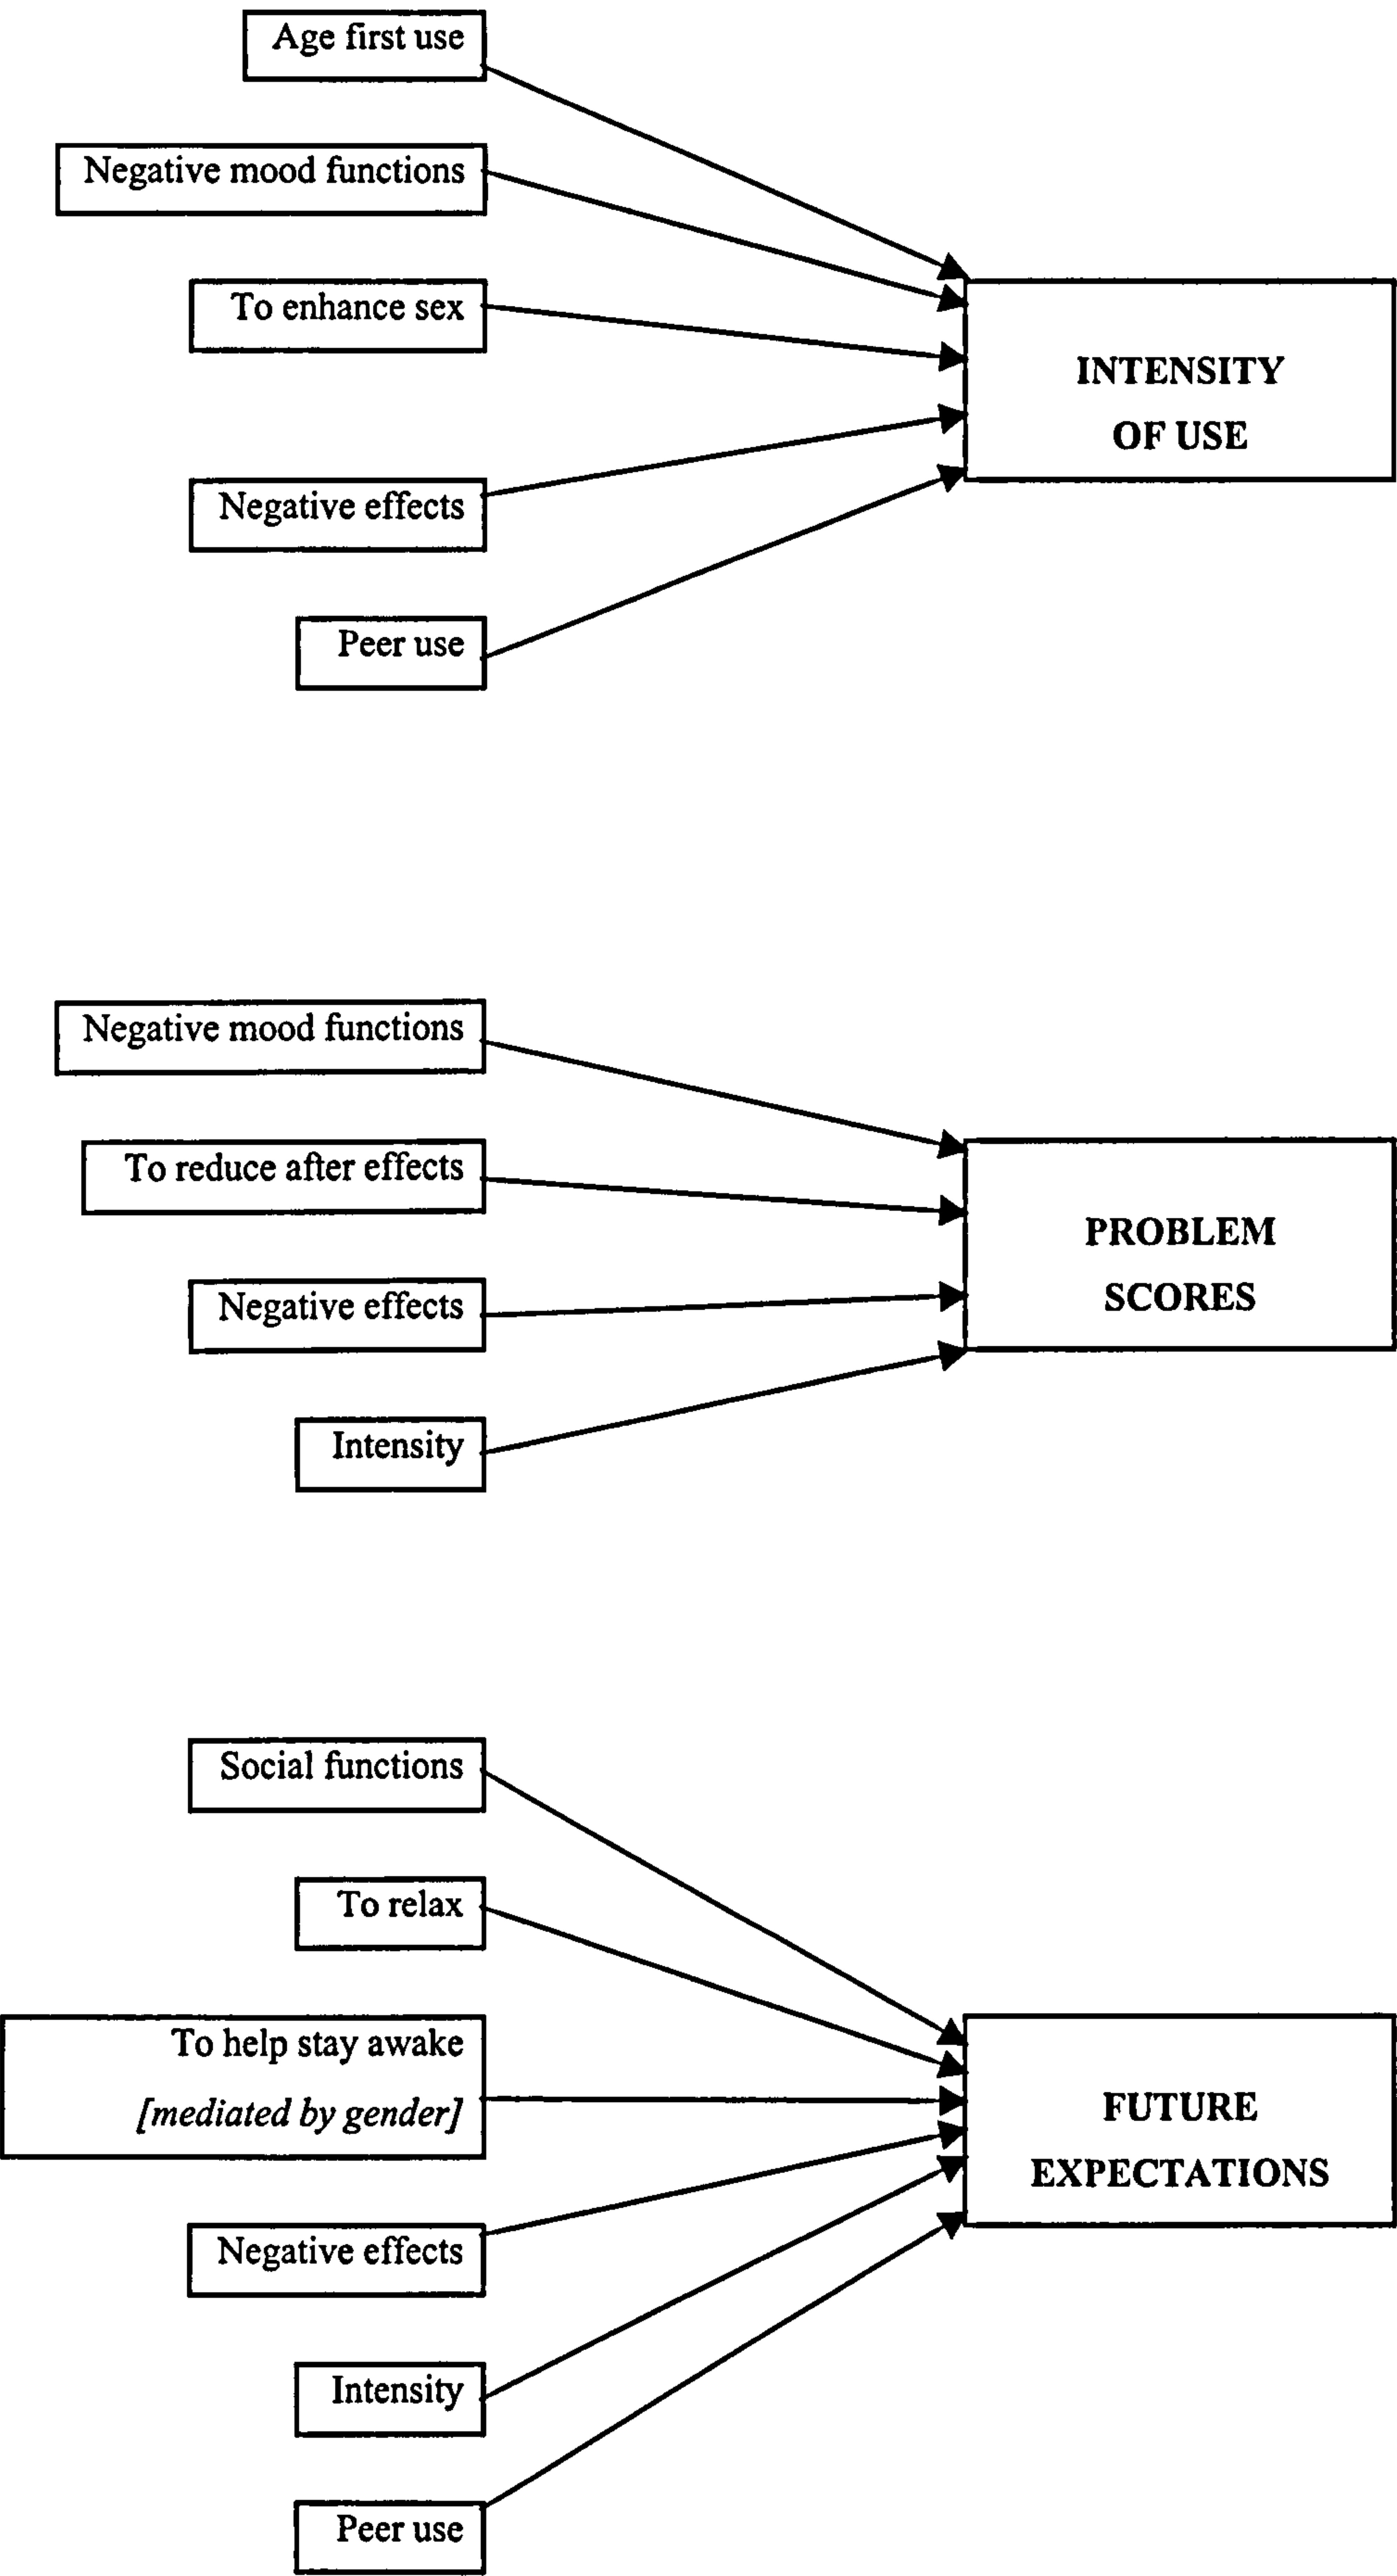 Age first use
Negative mood functions
To enhance sex
Negative effects
Peer use
INTENSITY
OF USE
Negative mood functions
To reduce after effects
Negative effects
Intensity
PROBLEM
SCORES
Social functions
To relax
To help stay awake
[mediated by gender]
Negative effects
Intensity
Peer use
FUTURE
EXPECTATIONS